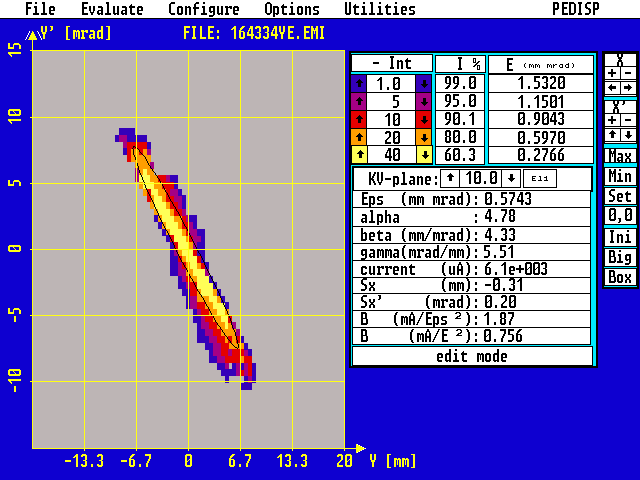 File Evaluate Configure Options Utilities PEDISP
Y' [mrad] FILE: 164334YE.EMI
15
10
5
0
-5
-10
-13.3 -6.7 0 6.7 13.3 20 Y [mm]
- Int I % E (mm mrad)
1.0 99.0 1.5320
5 95.0 1.1501
10 90.1 0.9043
20 80.0 0.5970
40 60.3 0.2766
KV-plane: 10.0 Eli
Eps (mm mrad): 0.5743
alpha : 4.78
beta (mm/mrad): 4.33
gamma(mrad/mm): 5.51
current (uA): 6.1e+003
Sx (mm): -0.31
Sx' (mrad): 0.20
B (mA/Eps ²): 1.87
B (mA/E ²): 0.756
edit mode
X
+ -
← →
X'
+ -
↑ ↓
Max
Min
Set
0,0
Ini
Big
Box